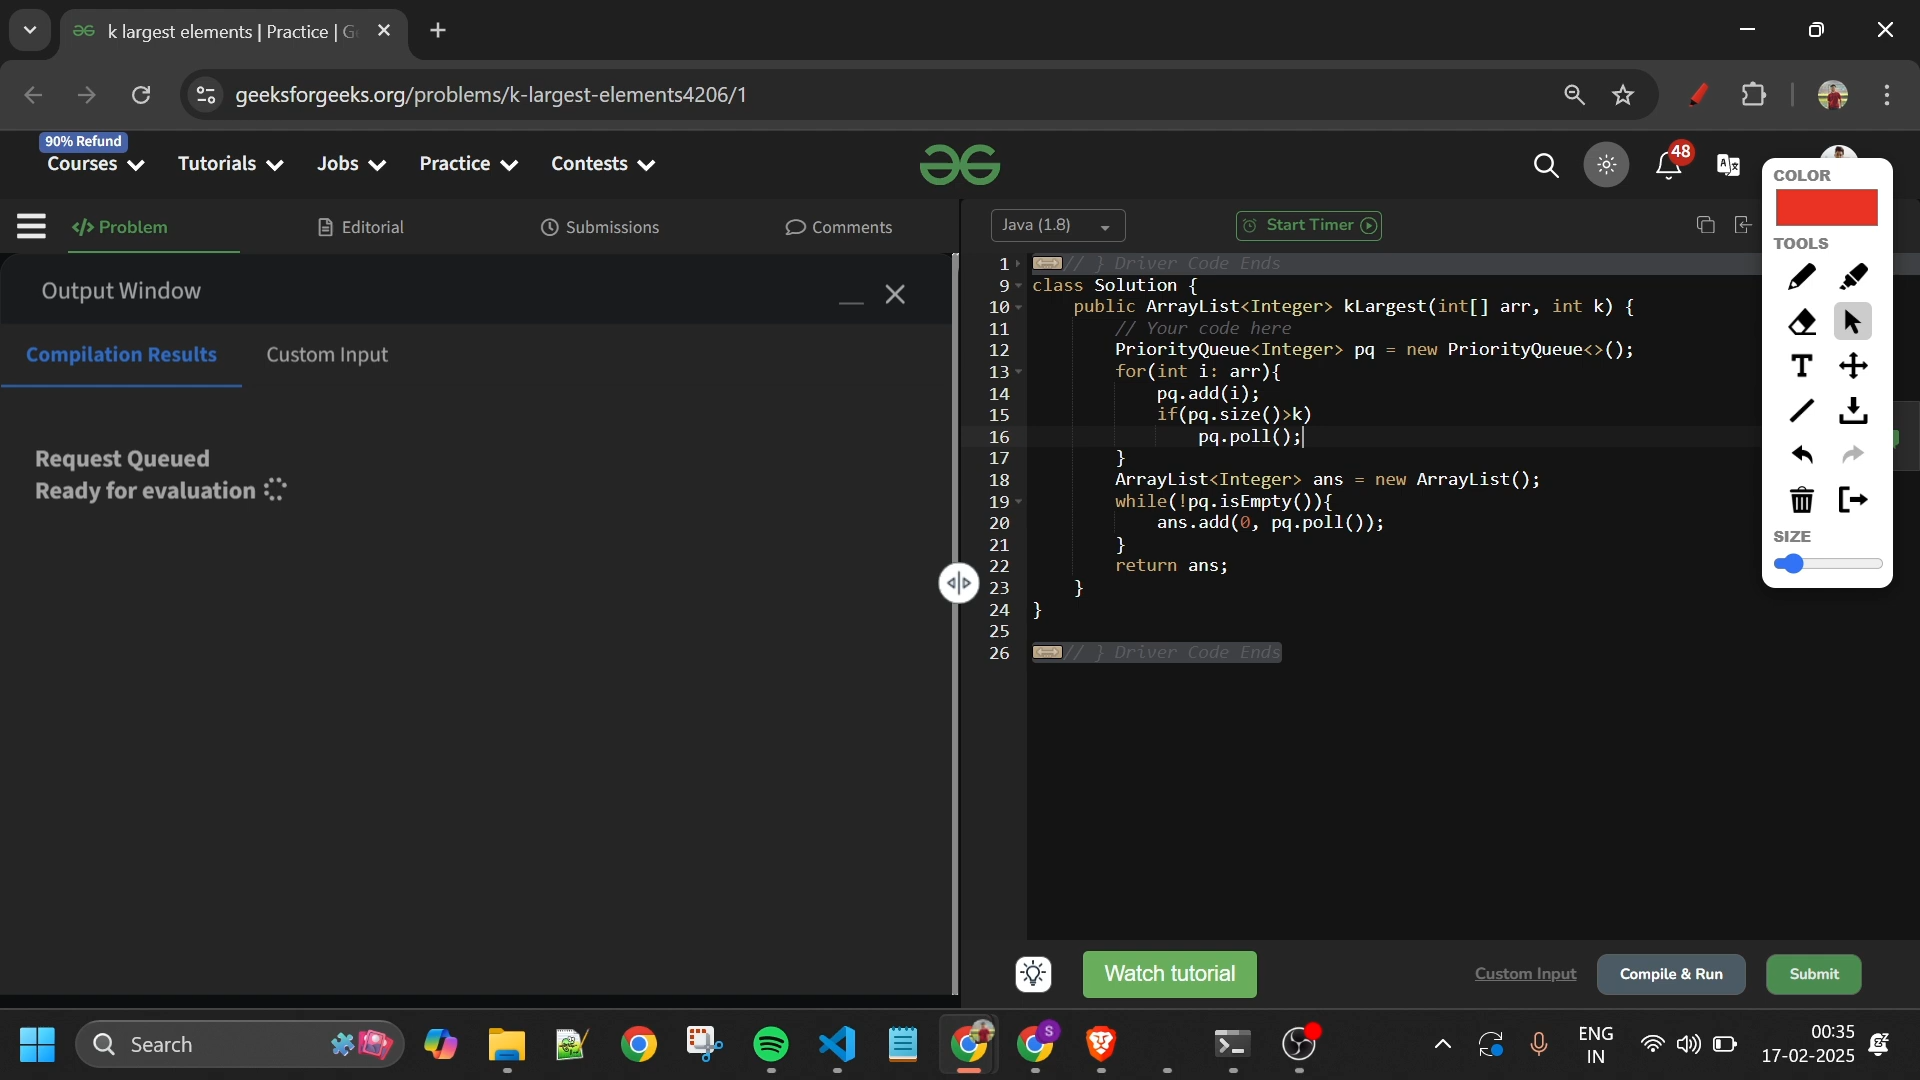 k largest elements | Practice | G
geeksforgeeks.org/problems/k-largest-elements4206/1
90% Refund
Courses
Tutorials
Jobs
Practice
Contests
48
COLOR
TOOLS
SIZE
Problem
Editorial
Submissions
Comments
Java (1.8)
Start Timer
Output Window
Compilation Results
Custom Input
Request Queued
Ready for evaluation
1 // } Driver Code Ends
9 class Solution {
10 public ArrayList<Integer> kLargest(int[] arr, int k) {
11 // Your code here
12 PriorityQueue<Integer> pq = new PriorityQueue<>();
13 for(int i: arr){
14 pq.add(i);
15 if(pq.size()>k)
16 pq.poll();
17 }
18 ArrayList<Integer> ans = new ArrayList();
19 while(!pq.isEmpty()){
20 ans.add(0, pq.poll());
21 }
22 return ans;
23 }
24 }
25
26 // } Driver Code Ends
Watch tutorial
Custom Input
Compile & Run
Submit
Search
S
ENG
IN
00:35
17-02-2025